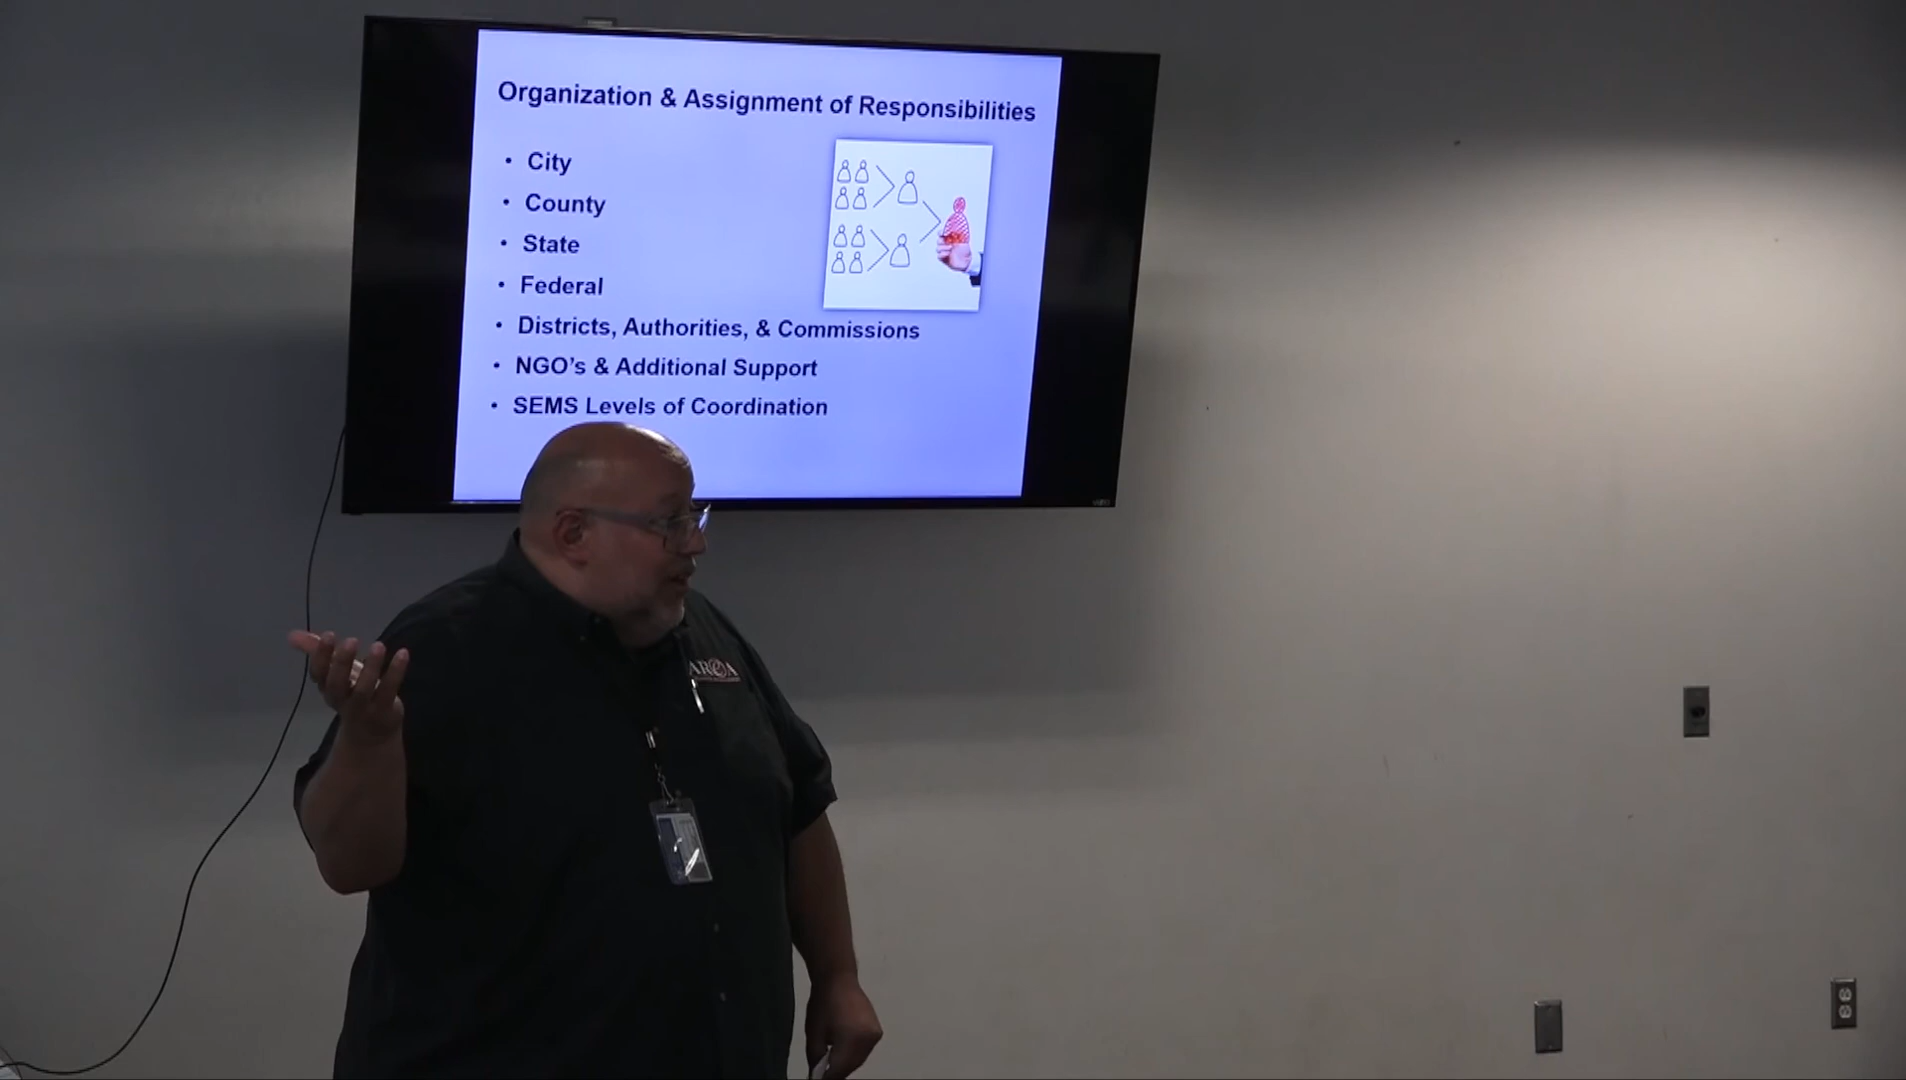 Organization & Assignment of Responsibilities
• City
• County
• State
• Federal
• Districts, Authorities, & Commissions
• NGO’s & Additional Support
• SEMS Levels of Coordination